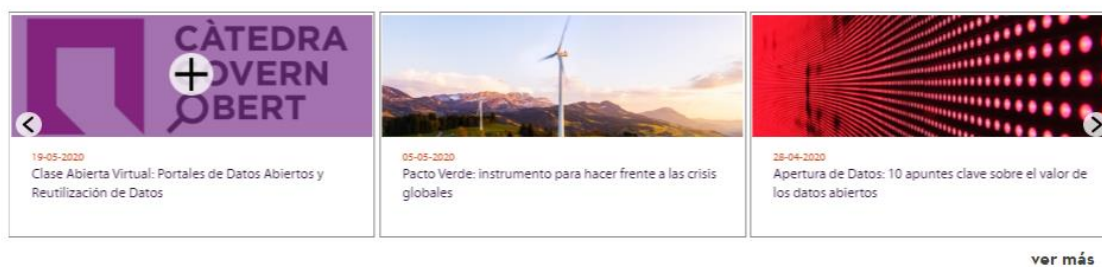 CÀTEDRA
GOVERN
OBERT
19-05-2020
Clase Abierta Virtual: Portales de Datos Abiertos y
Reutilización de Datos
05-05-2020
Pacto Verde: instrumento para hacer frente a las crisis
globales
28-04-2020
Apertura de Datos: 10 apuntes clave sobre el valor de
los datos abiertos
ver más